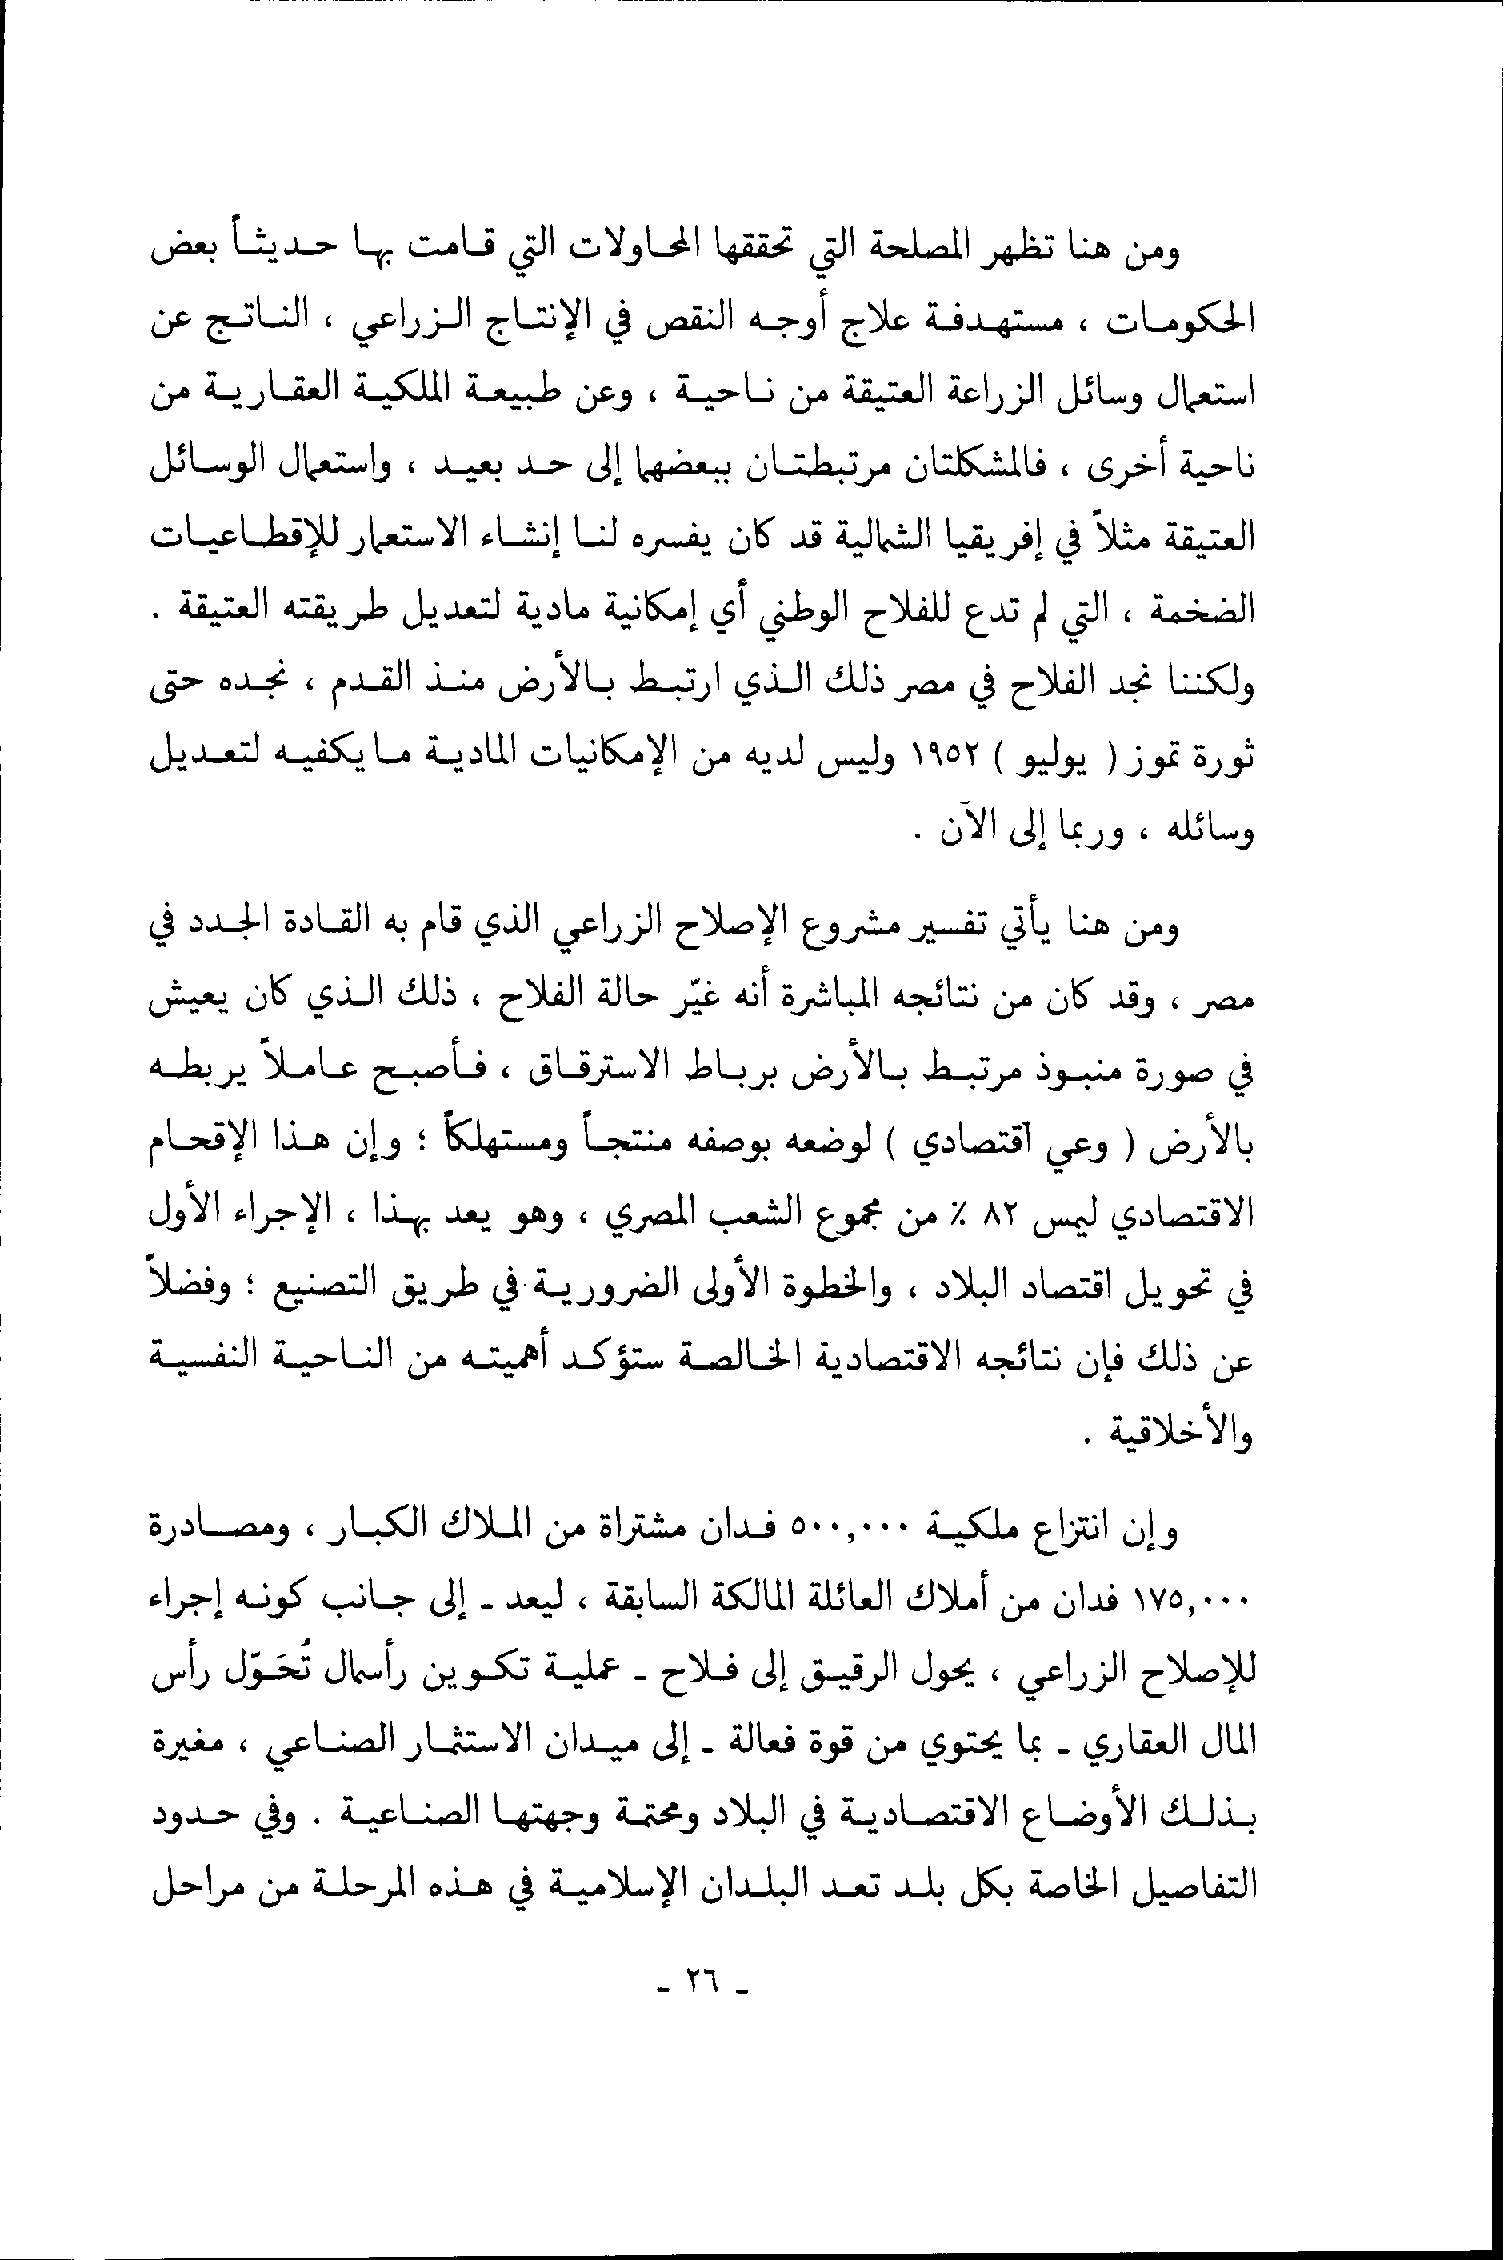 ومن هنا تظهر المصلحة التي تحققها المحاولات التي قامت بها حديثاً بعض
الحكومات ، مستهدفة علاج أوجه النقص في الإنتاج الزراعي ، الناتج عن
استعمال وسائل الزراعة العتيقة من ناحية ، وعن طبيعة الملكية العقارية من
ناحية أخرى ، فالمشكلتان مرتبطتان ببعضهما إلى حد بعيد ، واستعمال الوسائل
العتيقة مثلاً في إفريقيا الشمالية قد كان يفسره لنا إنشاء الاستعمار للإقطاعيات
الضخمة ، التي لم تدع للفلاح الوطني أي إمكانية مادية لتعديل طريقته العتيقة .
ولكننا نجد الفلاح في مصر ذلك الذي ارتبط بالأرض منذ القدم ، نجده حتى
ثورة تموز ( يوليو ) ١٩٥٢ وليس لديه من الإمكانيات المادية ما يكفيه لتعديل
وسائله ، وربما إلى الآن .
ومن هنا يأتي تفسير مشروع الإصلاح الزراعي الذي قام به القادة الجدد في
مصر ، وقد كان من نتائجه المباشرة أنه غيّر حالة الفلاح ، ذلك الذي كان يعيش
في صورة منبوذ مرتبط بالأرض برباط الاسترقاق ، فأصبح عاملاً يربطه
بالأرض ( وعي آقتصادي ) لوضعه بوصفه منتجاً ومستهلكاً ؛ وإن هذا الإقحام
الاقتصادي ليمس ٨٢ ٪ من مجموع الشعب المصري ، وهو يعد بهذا ، الإجراء الأول
في تحويل اقتصاد البلاد ، والخطوة الأولى الضرورية في طريق التصنيع ؛ وفضلاً
عن ذلك فإن نتائجه الاقتصادية الخالصة ستؤكد أهميته من الناحية النفسية
والأخلاقية .
وإن انتزاع ملكية ٥٠٠,٠٠٠ فدان مشتراة من الملاك الكبار ، ومصادرة
١٧٥,٠٠٠ فدان من أملاك العائلة المالكة السابقة ، ليعد ـ إلى جانب كونه إجراء
للإصلاح الزراعي ، يحول الرقيق إلى فلاح ـ عملية تكوين رأسمال تُحَوّل رأس
المال العقاري ـ بما يحتوي من قوة فعالة ـ إلى ميدان الاستثمار الصناعي ، مغيرة
بذلك الأوضاع الاقتصادية في البلاد ومحتمة وجهتها الصناعية . وفي حدود
التفاصيل الخاصة بكل بلد تعد البلدان الإسلامية في هذه المرحلة من مراحل
ـ ٢٦ ـ